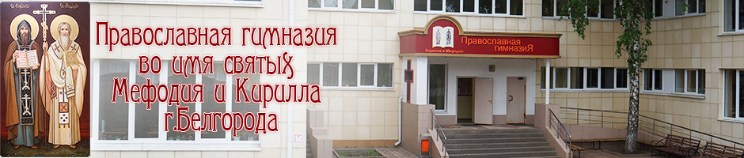 Православная гимназия
во имя святых
Мефодия и Кирилла
г.Белгорода
Православная
гимназиЯ